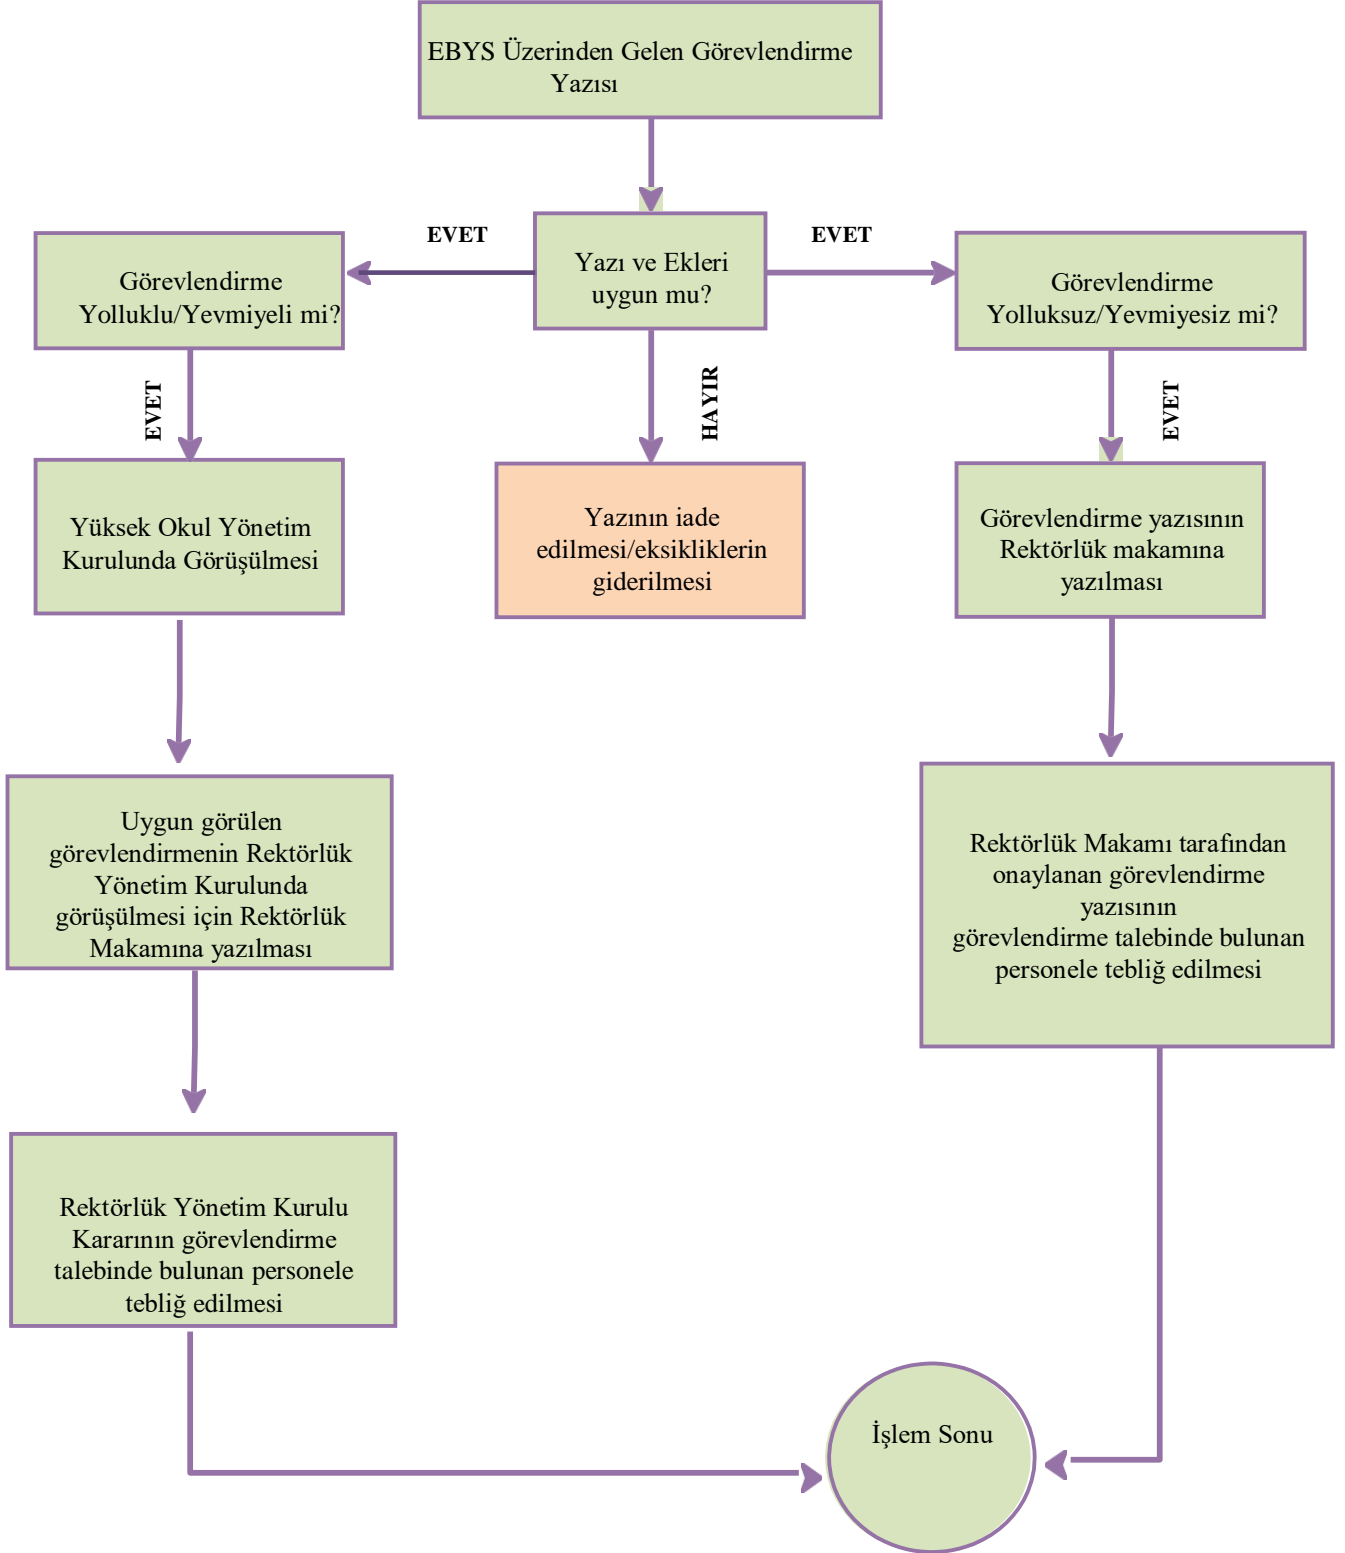 EBYS Üzerinden Gelen Görevlendirme
Yazısı
EVET
EVET
Yazı ve Ekleri
uygun mu?
Görevlendirme
Yolluklu/Yevmiyeli mi?
Görevlendirme
Yolluksuz/Yevmiyesiz mi?
EVET
HAYIR
EVET
Yüksek Okul Yönetim
Kurulunda Görüşülmesi
Yazının iade
edilmesi/eksikliklerin
giderilmesi
Görevlendirme yazısının
Rektörlük makamına
yazılması
Uygun görülen
görevlendirmenin Rektörlük
Yönetim Kurulunda
görüşülmesi için Rektörlük
Makamına yazılması
Rektörlük Makamı tarafından
onaylanan görevlendirme
yazısının
görevlendirme talebinde bulunan
personele tebliğ edilmesi
Rektörlük Yönetim Kurulu
Kararının görevlendirme
talebinde bulunan personele
tebliğ edilmesi
İşlem Sonu